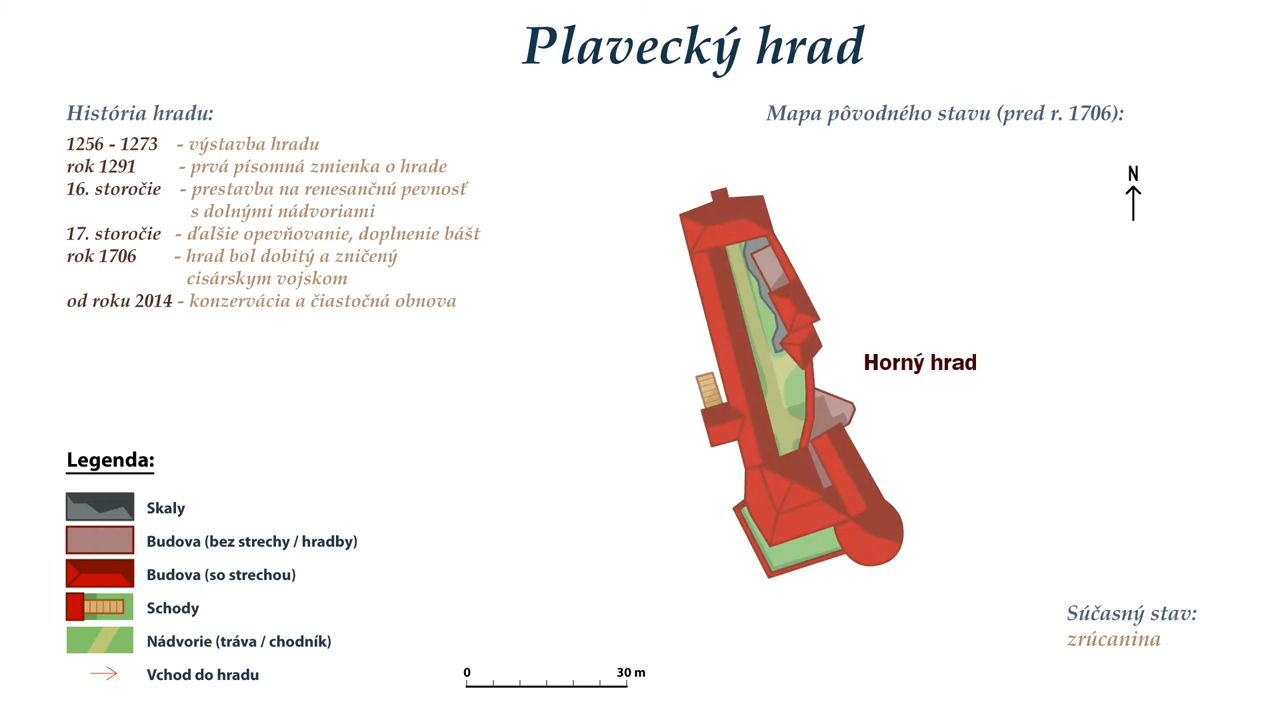 Plavecký hrad
História hradu:
1256 - 1273 - výstavba hradu
rok 1291 - prvá písomná zmienka o hrade
16. storočie - prestavba na renesančnú pevnosť
s dolnými nádvoriami
17. storočie - ďalšie opevňovanie, doplnenie bášt
rok 1706 - hrad bol dobitý a zničený
cisárskym vojskom
od roku 2014 - konzervácia a čiastočná obnova
Mapa pôvodného stavu (pred r. 1706):
N
Horný hrad
Legenda:
Skaly
Budova (bez strechy / hradby)
Budova (so strechou)
Schody
Nádvorie (tráva / chodník)
Vchod do hradu
0 30 m
Súčasný stav:
zrúcanina